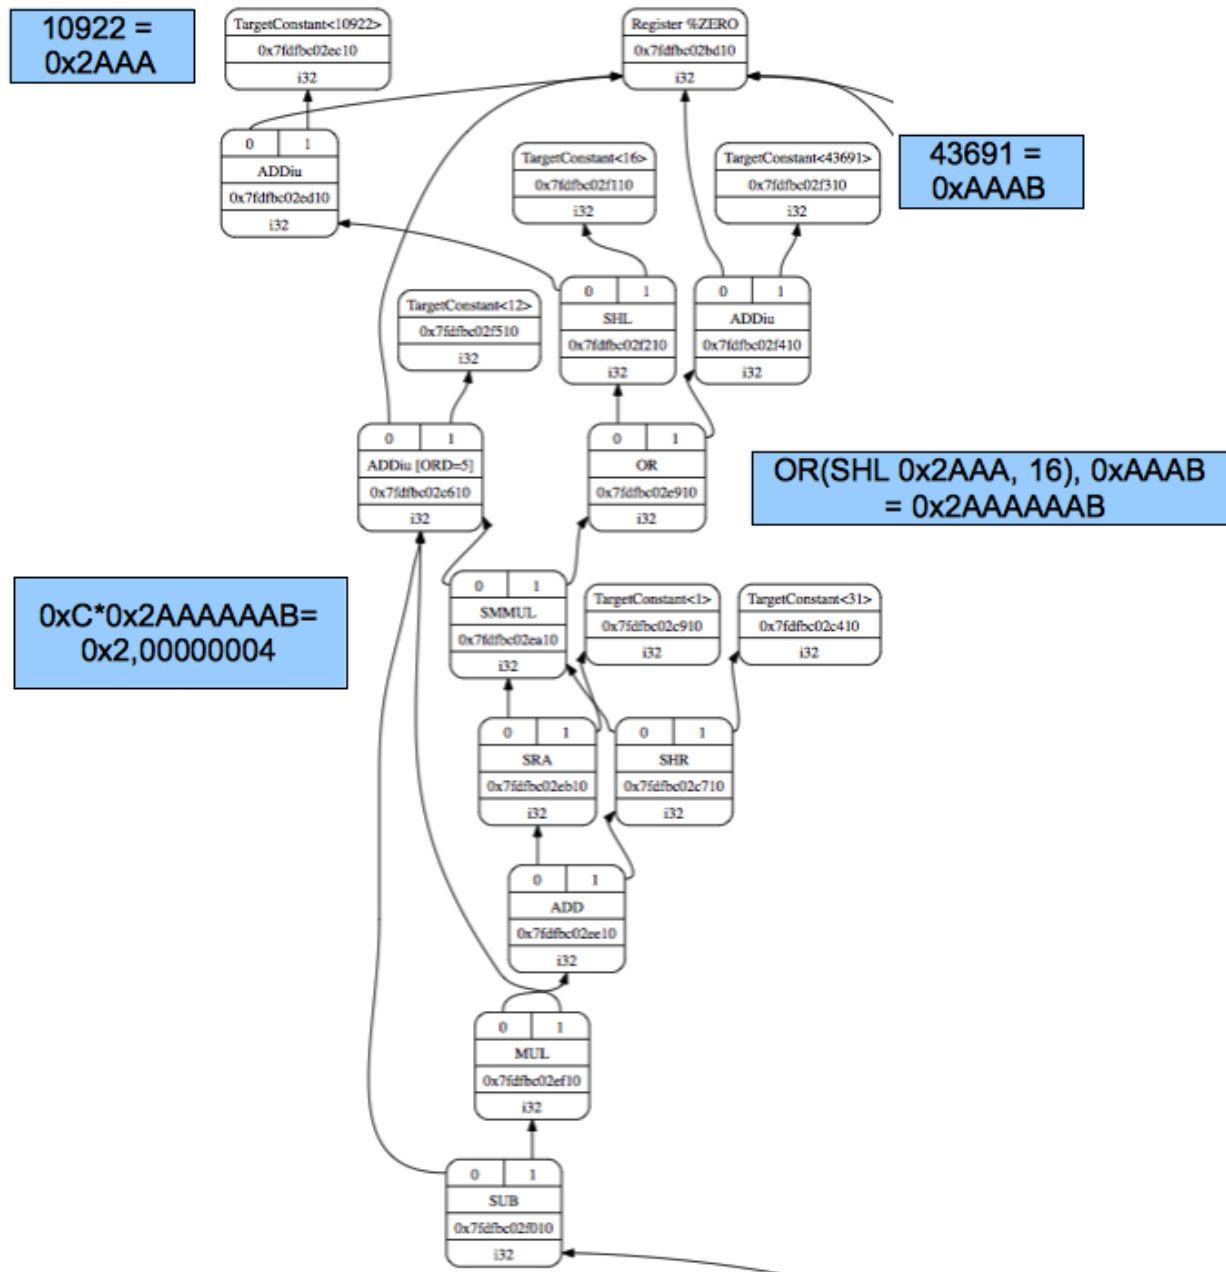 10922 =
0x2AAA
TargetConstant<10922>
0x7fdfbc02ec10
i32
Register %ZERO
0x7fdfbc02bd10
i32
0 1
ADDiu
0x7fdfbc02ed10
i32
TargetConstant<16>
0x7fdfbc02f110
i32
TargetConstant<43691>
0x7fdfbc02f310
i32
43691 =
0xAAAB
TargetConstant<12>
0x7fdfbc02f510
i32
0 1
SHL
0x7fdfbc02f210
i32
0 1
ADDiu
0x7fdfbc02f410
i32
0 1
ADDiu [ORD=5]
0x7fdfbc02c610
i32
0 1
OR
0x7fdfbc02e910
i32
OR(SHL 0x2AAA, 16), 0xAAAB
= 0x2AAAAAAB
0xC*0x2AAAAAAB=
0x2,00000004
0 1
SMMUL
0x7fdfbc02ea10
i32
TargetConstant<1>
0x7fdfbc02c910
i32
TargetConstant<31>
0x7fdfbc02c410
i32
0 1
SRA
0x7fdfbc02eb10
i32
0 1
SHR
0x7fdfbc02c710
i32
0 1
ADD
0x7fdfbc02ee10
i32
0 1
MUL
0x7fdfbc02ef10
i32
0 1
SUB
0x7fdfbc02f010
i32